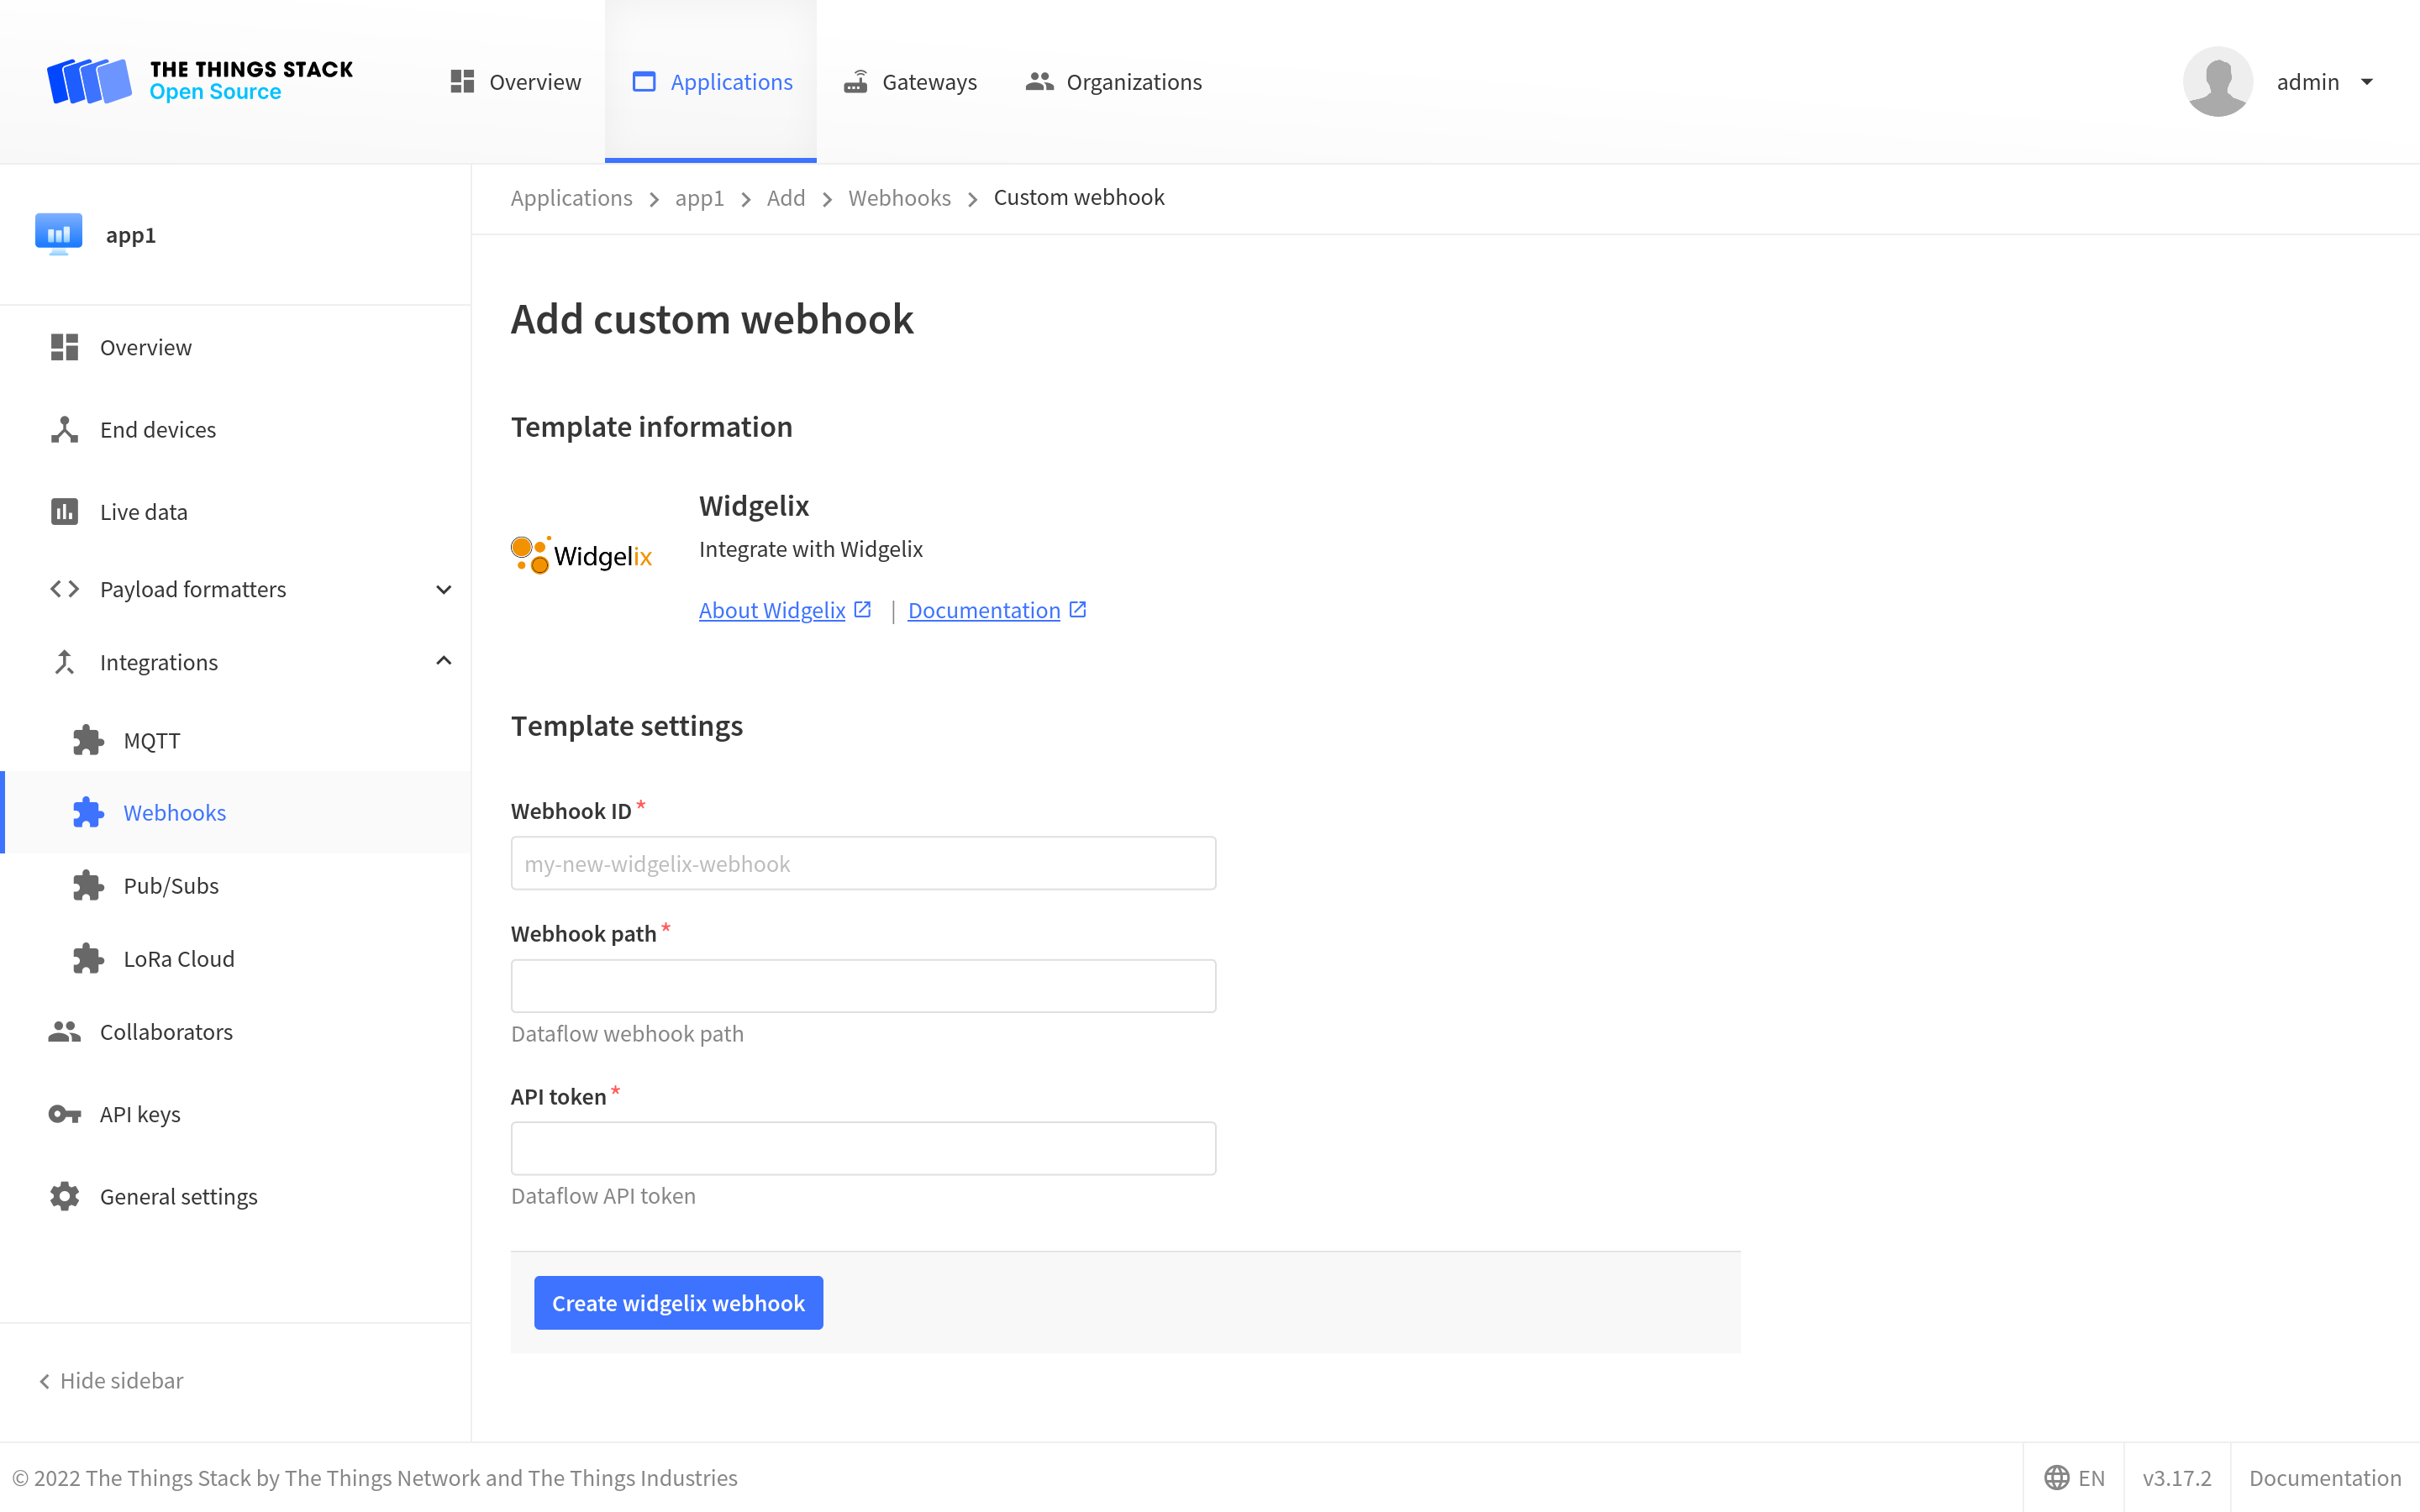 THE THINGS STACK
Open Source
Overview
Applications
Gateways
Organizations
admin
app1
Overview
End devices
Live data
Payload formatters
Integrations
MQTT
Webhooks
Pub/Subs
LoRa Cloud
Collaborators
API keys
General settings
Hide sidebar
Applications > app1 > Add > Webhooks > Custom webhook
Add custom webhook
Template information
Widgelix
Widgelix
Integrate with Widgelix
About Widgelix | Documentation
Template settings
Webhook ID *
my-new-widgelix-webhook
Webhook path *
Dataflow webhook path
API token *
Dataflow API token
Create widgelix webhook
© 2022 The Things Stack by The Things Network and The Things Industries
EN
v3.17.2
Documentation